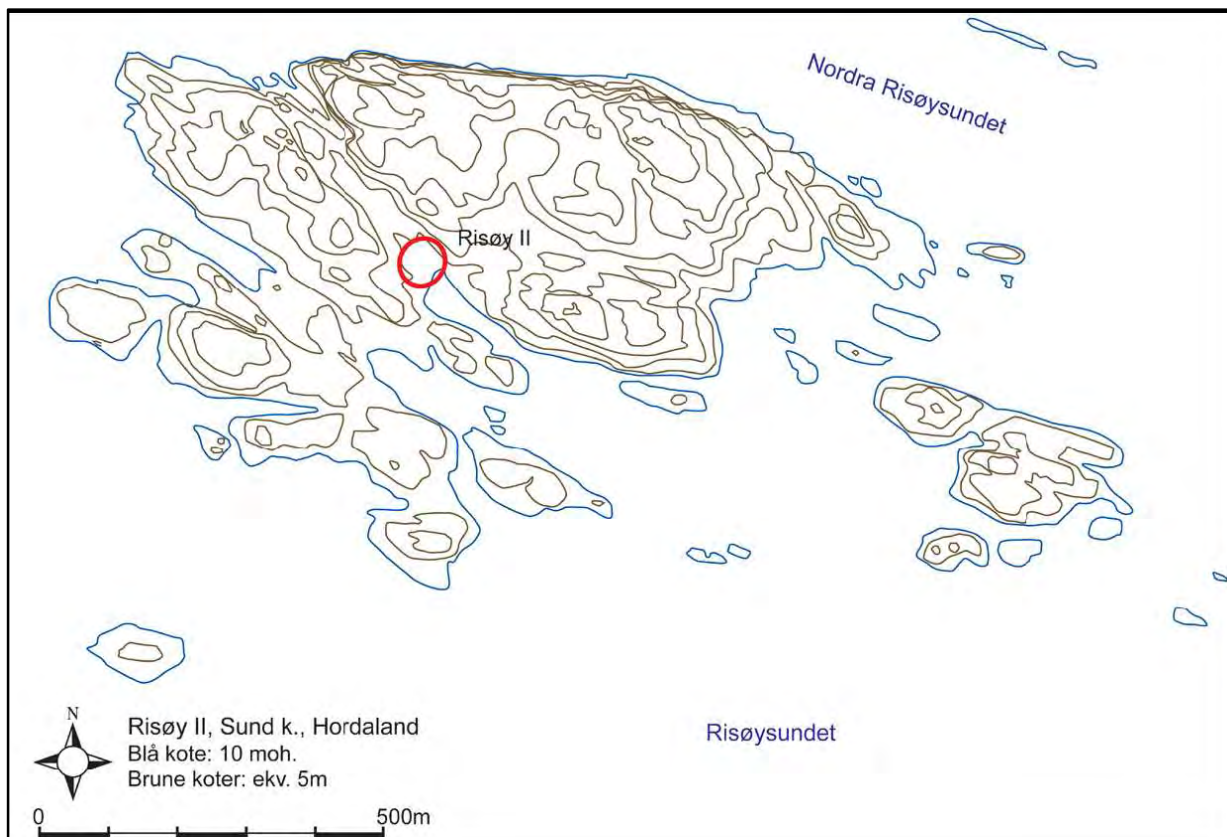 Nordra Risøysundet
Risøy II
Risøysundet
N
Risøy II, Sund k., Hordaland
Blå kote: 10 moh.
Brune koter: ekv. 5m
0 500m